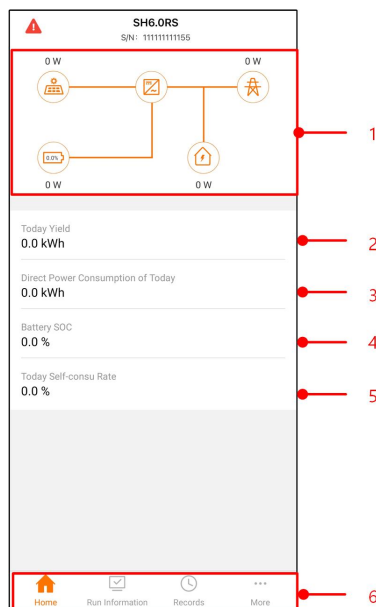 SH6.0RS
S/N: 111111111155
0 W
0 W
0.0%
0 W
0 W
1
Today Yield
0.0 kWh
2
Direct Power Consumption of Today
0.0 kWh
3
Battery SOC
0.0 %
4
Today Self-consu Rate
0.0 %
5
Home Run Information Records More
6